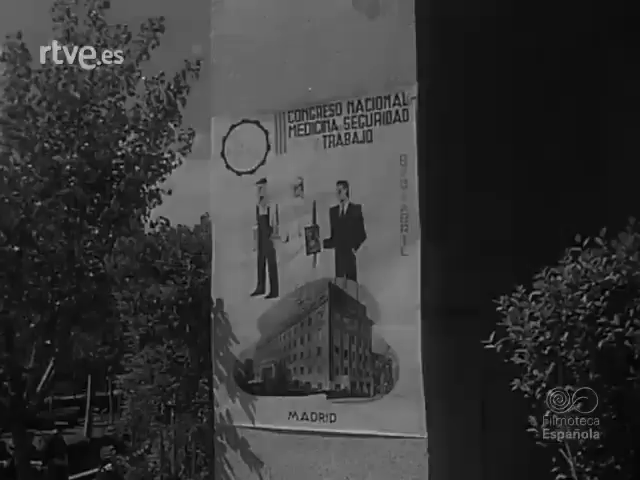 rtve.es
CONGRESO NACIONAL
MEDICINA SEGURIDAD
TRABAJO
ABRIL
MADRID
Filmoteca
Española